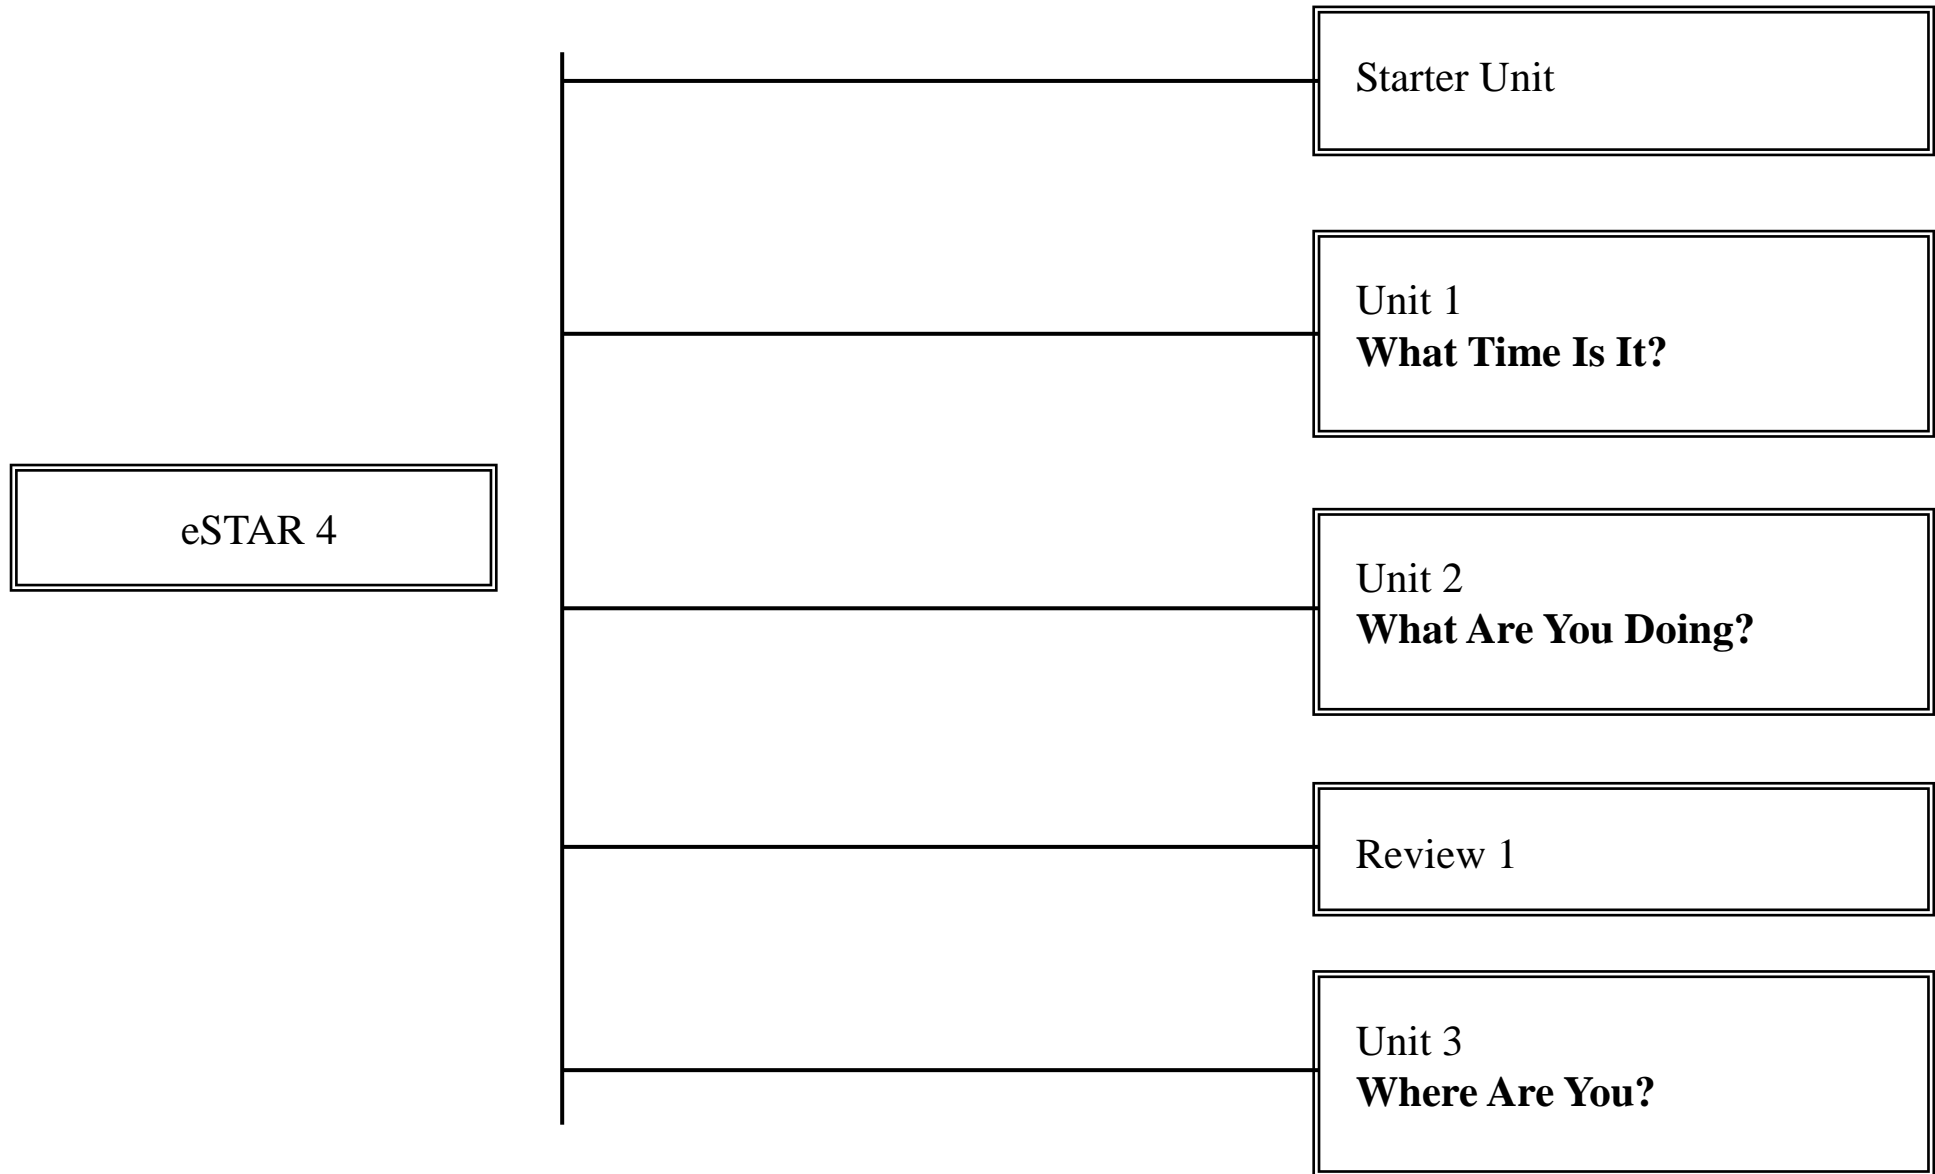 eSTAR 4
Starter Unit
Unit 1
What Time Is It?
Unit 2
What Are You Doing?
Review 1
Unit 3
Where Are You?